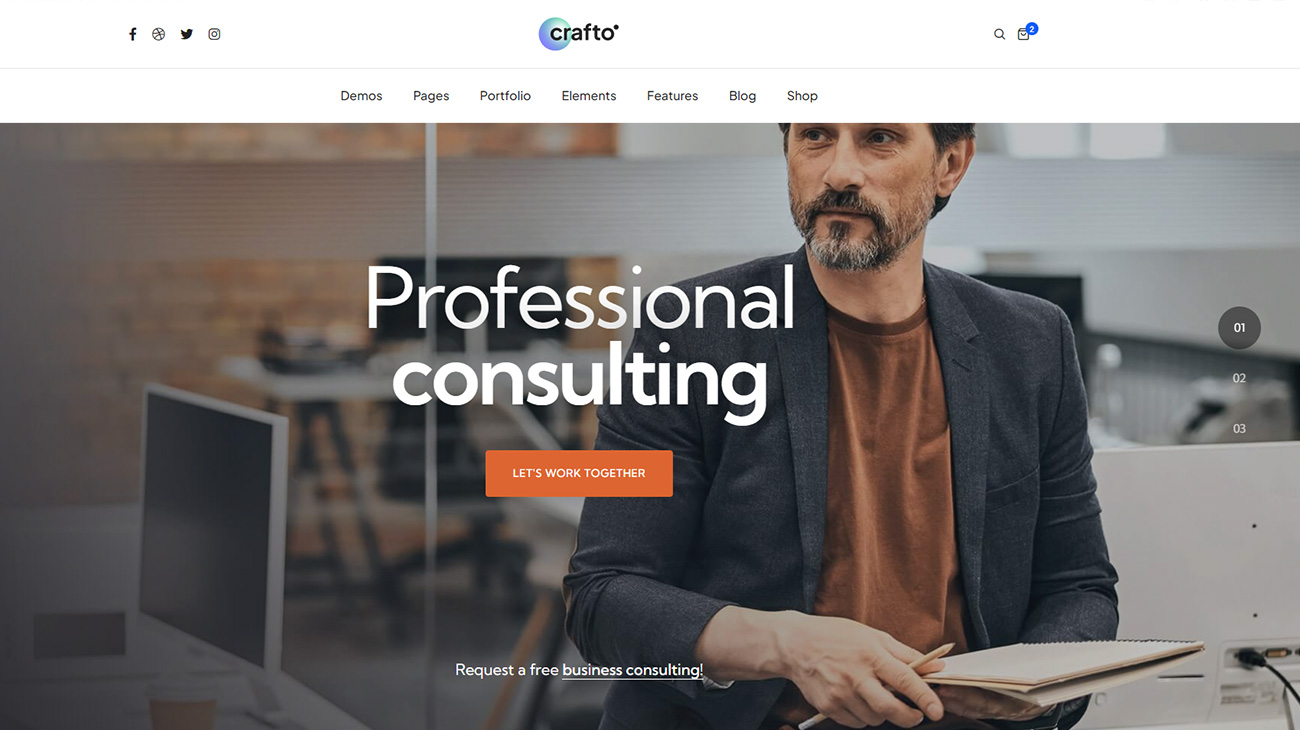 crafto
2
Demos Pages Portfolio Elements Features Blog Shop
Professional
consulting
LET'S WORK TOGETHER
01
02
03
Request a free business consulting!